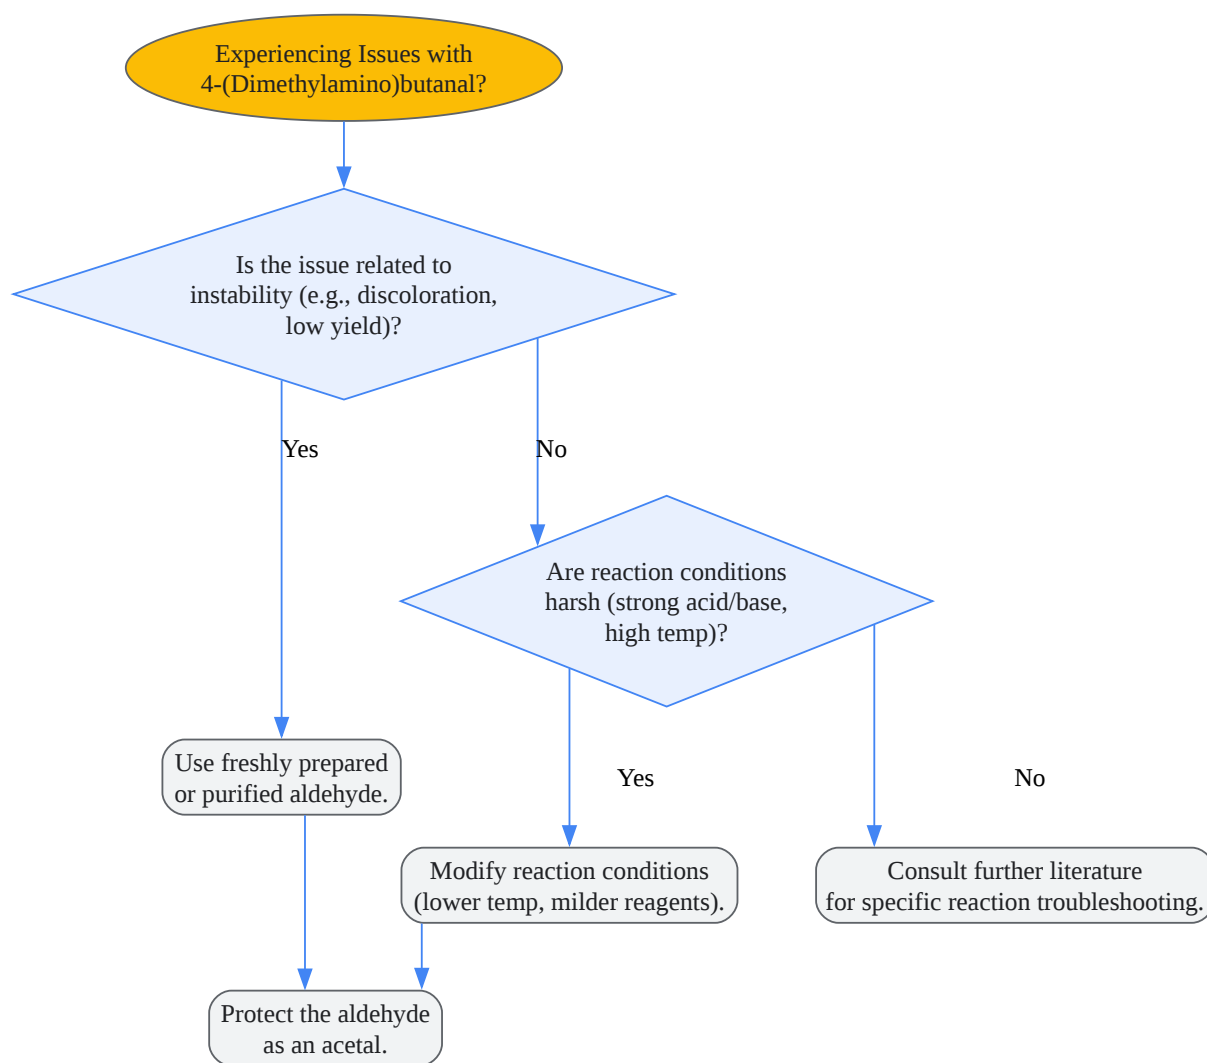 Experiencing Issues with
4-(Dimethylamino)butanal?
Is the issue related to
instability (e.g., discoloration,
low yield)?
Yes
No
Are reaction conditions
harsh (strong acid/base,
high temp)?
Use freshly prepared
or purified aldehyde.
Yes
No
Modify reaction conditions
(lower temp, milder reagents).
Consult further literature
for specific reaction troubleshooting.
Protect the aldehyde
as an acetal.